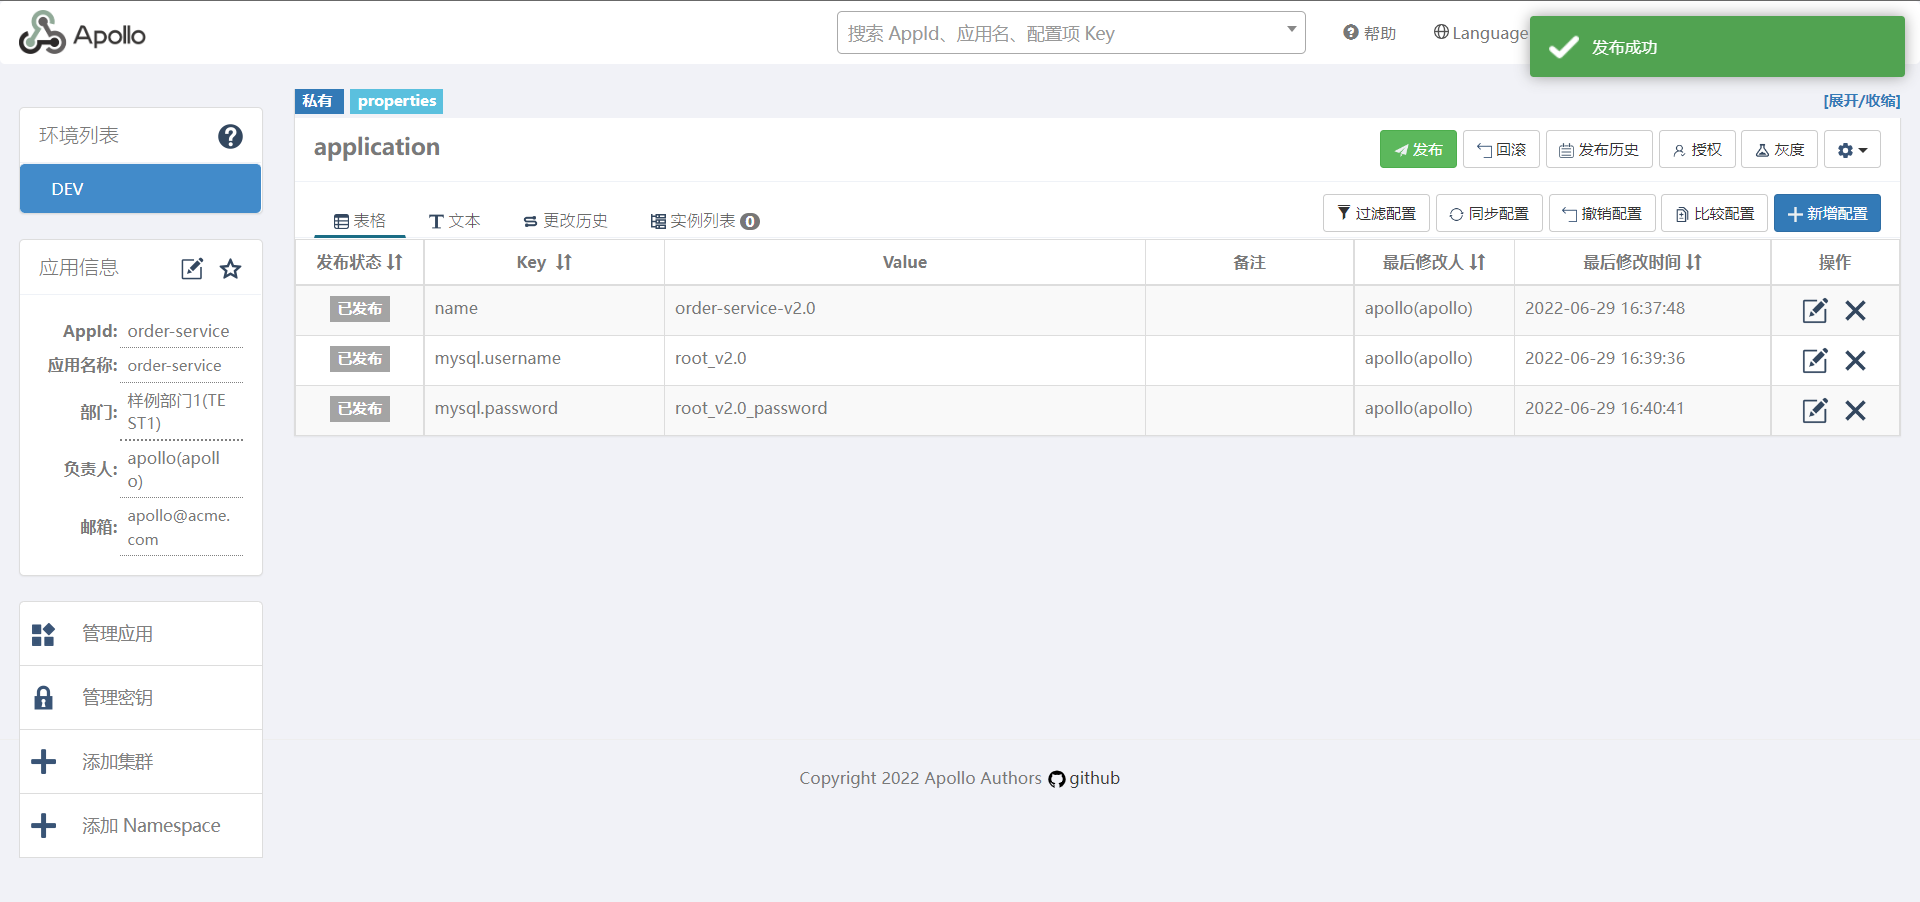 Apollo
搜索 AppId、应用名、配置项 Key
帮助
Language
发布成功
私有 properties
[展开/收缩]
环境列表
DEV
application
发布 回滚 发布历史 授权 灰度
表格 文本 更改历史 实例列表 0
过滤配置 同步配置 撤销配置 比较配置 新增配置
发布状态 Key Value 备注 最后修改人 最后修改时间 操作
已发布 name order-service-v2.0 apollo(apollo) 2022-06-29 16:37:48
已发布 mysql.username root_v2.0 apollo(apollo) 2022-06-29 16:39:36
已发布 mysql.password root_v2.0_password apollo(apollo) 2022-06-29 16:40:41
应用信息
AppId: order-service
应用名称: order-service
部门: 样例部门1(TE
ST1)
负责人: apollo(apoll
o)
邮箱: apollo@acme.
com
管理应用
管理密钥
添加集群
添加 Namespace
Copyright 2022 Apollo Authors github